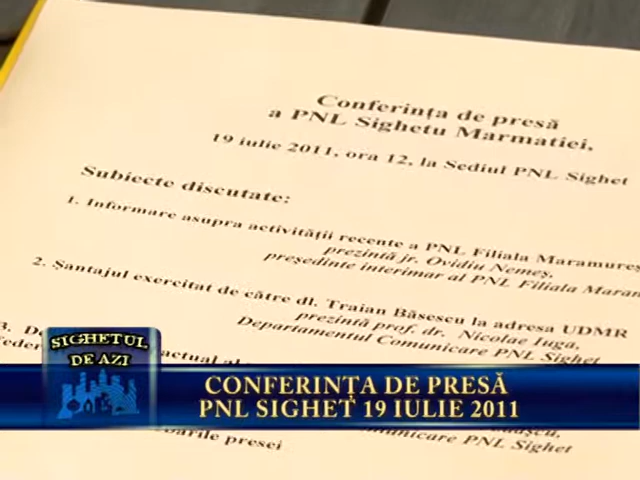 Conferința de presă
a PNL Sighetu Marmatiei,
19 iulie 2011, ora 12, la Sediul PNL Sighet
Subiecte discutate:
1. Informare asupra activității recente a PNL Filiala Maramureș
prezintă jr. Ovidiu Nemeș,
președinte interimar al PNL Filiala Maram
2. Șantajul exercitat de către dl. Traian Băsescu la adresa UDMR
prezintă prof. dr. Nicolae Iuga,
Departamentul Comunicare PNL Sighet
3.
SIGHETUL
DE AZI
CONFERINȚA DE PRESĂ
PNL SIGHET 19 IULIE 2011
PNL Sighet
presei